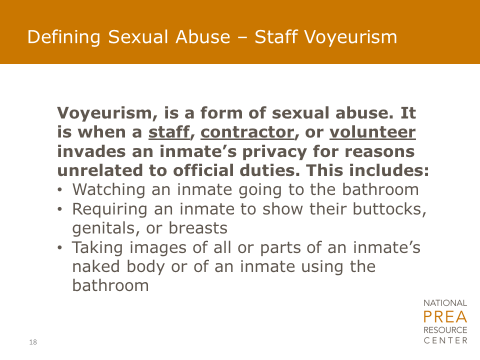 Defining Sexual Abuse – Staff Voyeurism
Voyeurism, is a form of sexual abuse. It
is when a staff, contractor, or volunteer
invades an inmate’s privacy for reasons
unrelated to official duties. This includes:
• Watching an inmate going to the bathroom
• Requiring an inmate to show their buttocks,
genitals, or breasts
• Taking images of all or parts of an inmate’s
naked body or of an inmate using the
bathroom
NATIONAL
PREA
RESOURCE
CENTER
18